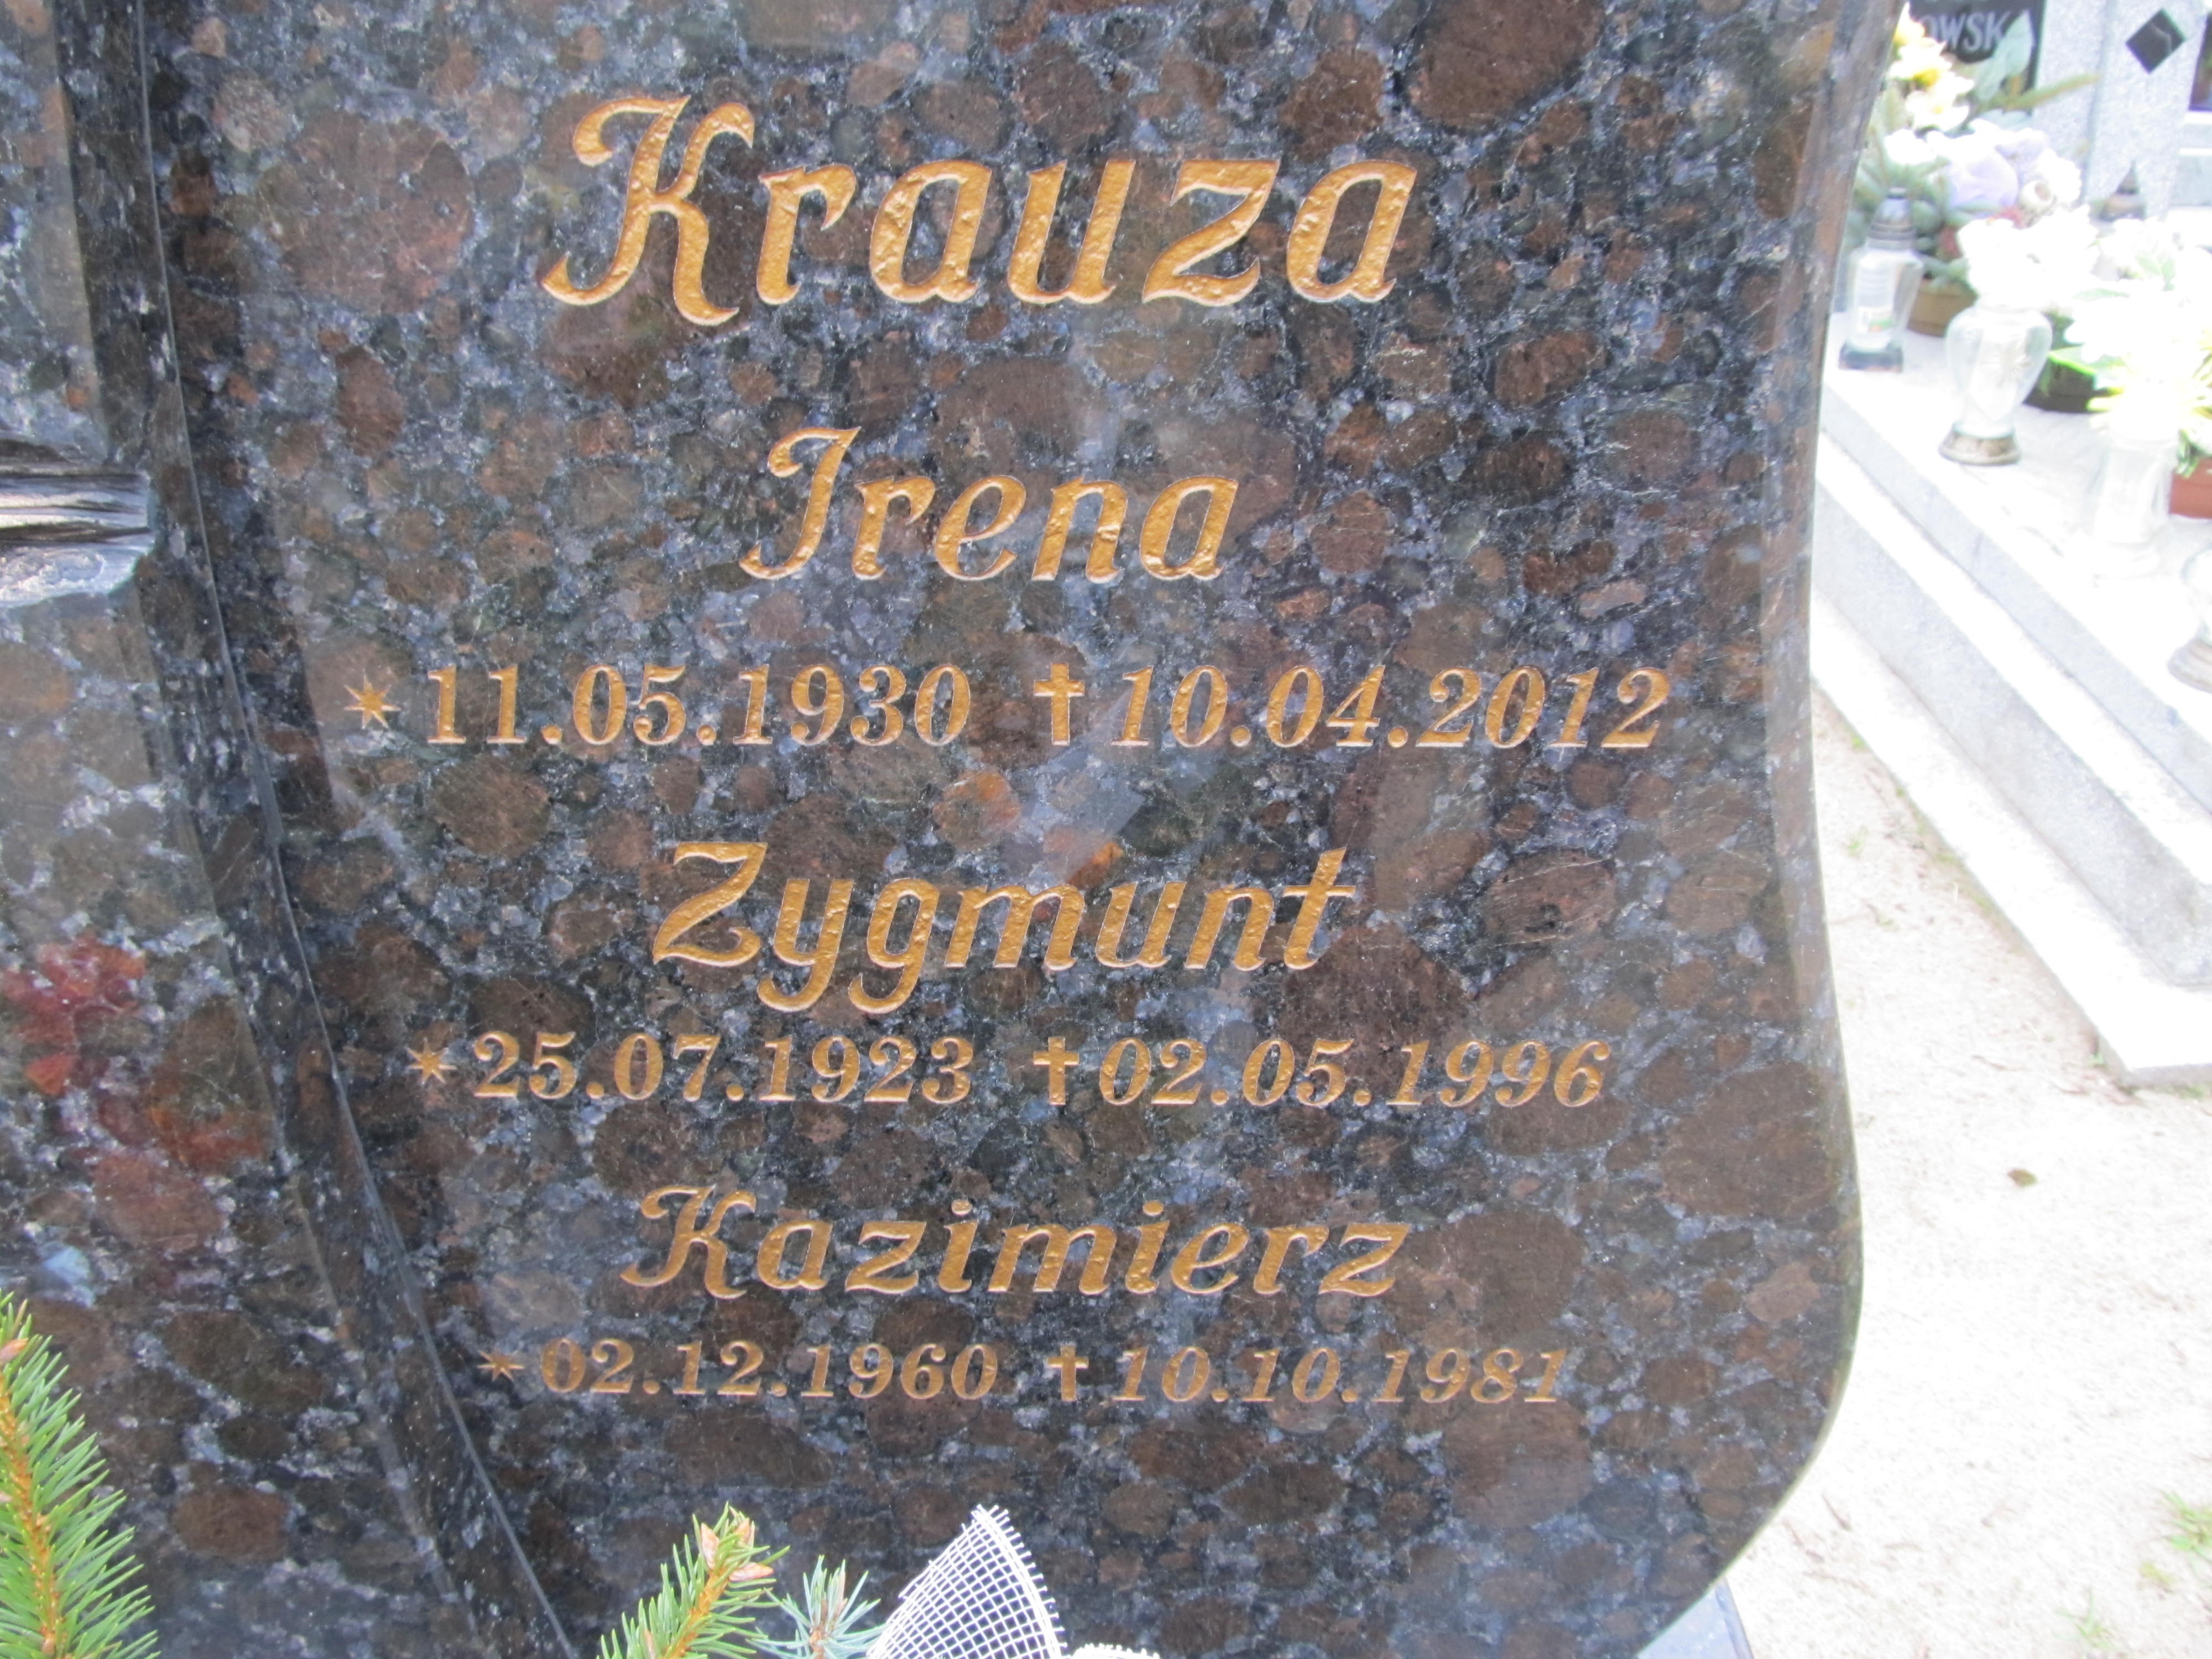 Krauza
Irena
* 11.05.1930 ✝ 10.04.2012
Zygmunt
* 25.07.1923 ✝ 02.05.1996
Kazimierz
* 02.12.1960 ✝ 10.10.1981